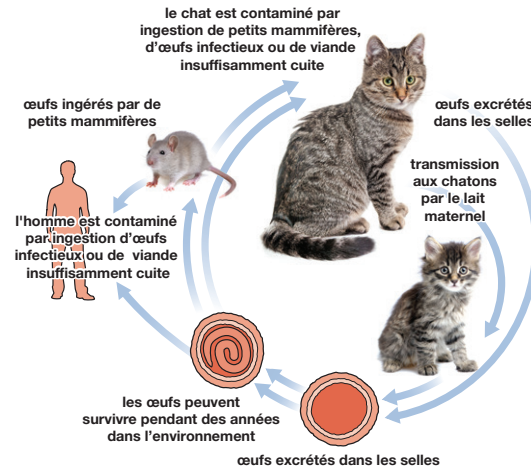 le chat est contaminé par
ingestion de petits mammifères,
d'œufs infectieux ou de viande
insuffisamment cuite
œufs ingérés par de
petits mammifères
œufs excrétés
dans les selles
transmission
aux chatons
par le lait
maternel
l'homme est contaminé
par ingestion d'œufs
infectieux ou de viande
insuffisamment cuite
les œufs peuvent
survivre pendant des années
dans l'environnement
œufs excrétés dans les selles